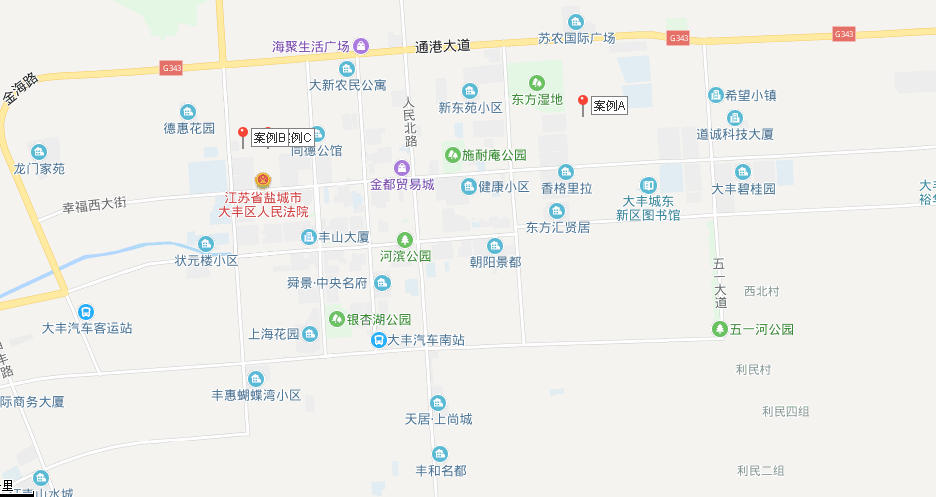 苏农国际广场
G343
G343
海聚生活广场
通港大道
G343
大新农民公寓
金海路
人民北路
新东苑小区
东方湿地
案例A
希望小镇
德惠花园
道诚科技大厦
案例B
例C
同德公馆
龙门家苑
施耐庵公园
金都贸易城
健康小区
香格里拉
大丰城东
新区图书馆
大丰碧桂园
江苏省盐城市
大丰区人民法院
幸福西大街
东方汇贤居
丰山大厦
河滨公园
朝阳景都
状元楼小区
五一大道
舜景·中央名府
西北村
大丰汽车客运站
银杏湖公园
上海花园
大丰汽车南站
五一河公园
丰路
利民村
丰惠蝴蝶湾小区
际商务大厦
天居·上尚城
利民四组
丰和名都
利民二组
山水城
里